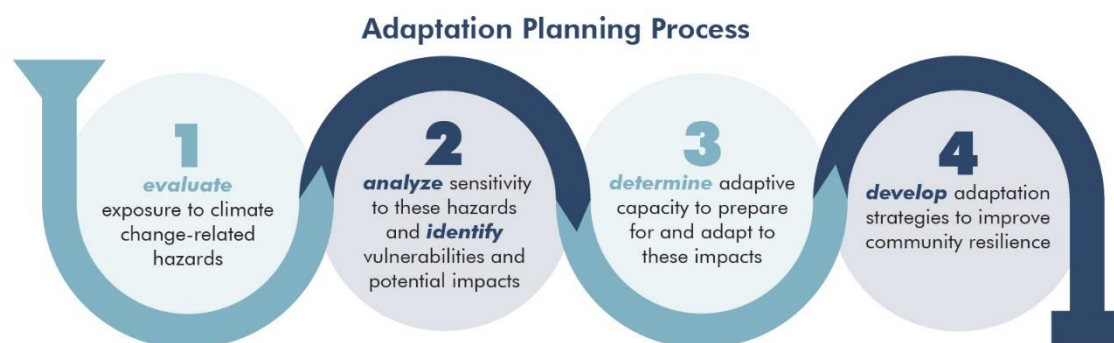 Adaptation Planning Process
1
evaluate
exposure to climate
change-related
hazards
2
analyze sensitivity
to these hazards
and identify
vulnerabilities and
potential impacts
3
determine adaptive
capacity to prepare
for and adapt to
these impacts
4
develop adaptation
strategies to improve
community resilience